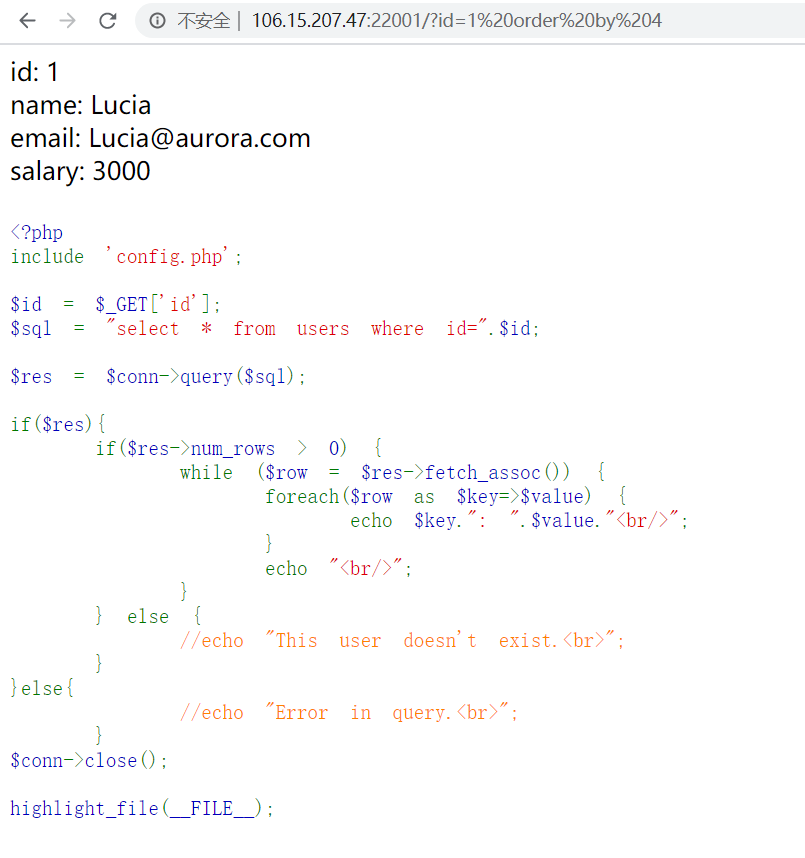 不安全 | 106.15.207.47:22001/?id=1%20order%20by%204
id: 1
name: Lucia
email: Lucia@aurora.com
salary: 3000
<?php
include 'config.php';
$id = $_GET['id'];
$sql = "select * from users where id=".$id;
$res = $conn->query($sql);
if($res){
if($res->num_rows > 0) {
while ($row = $res->fetch_assoc()) {
foreach($row as $key=>$value) {
echo $key.": ".$value."<br/>";
}
echo "<br/>";
}
} else {
//echo "This user doesn't exist.<br>";
}
}else{
//echo "Error in query.<br>";
}
$conn->close();
highlight_file(__FILE__);